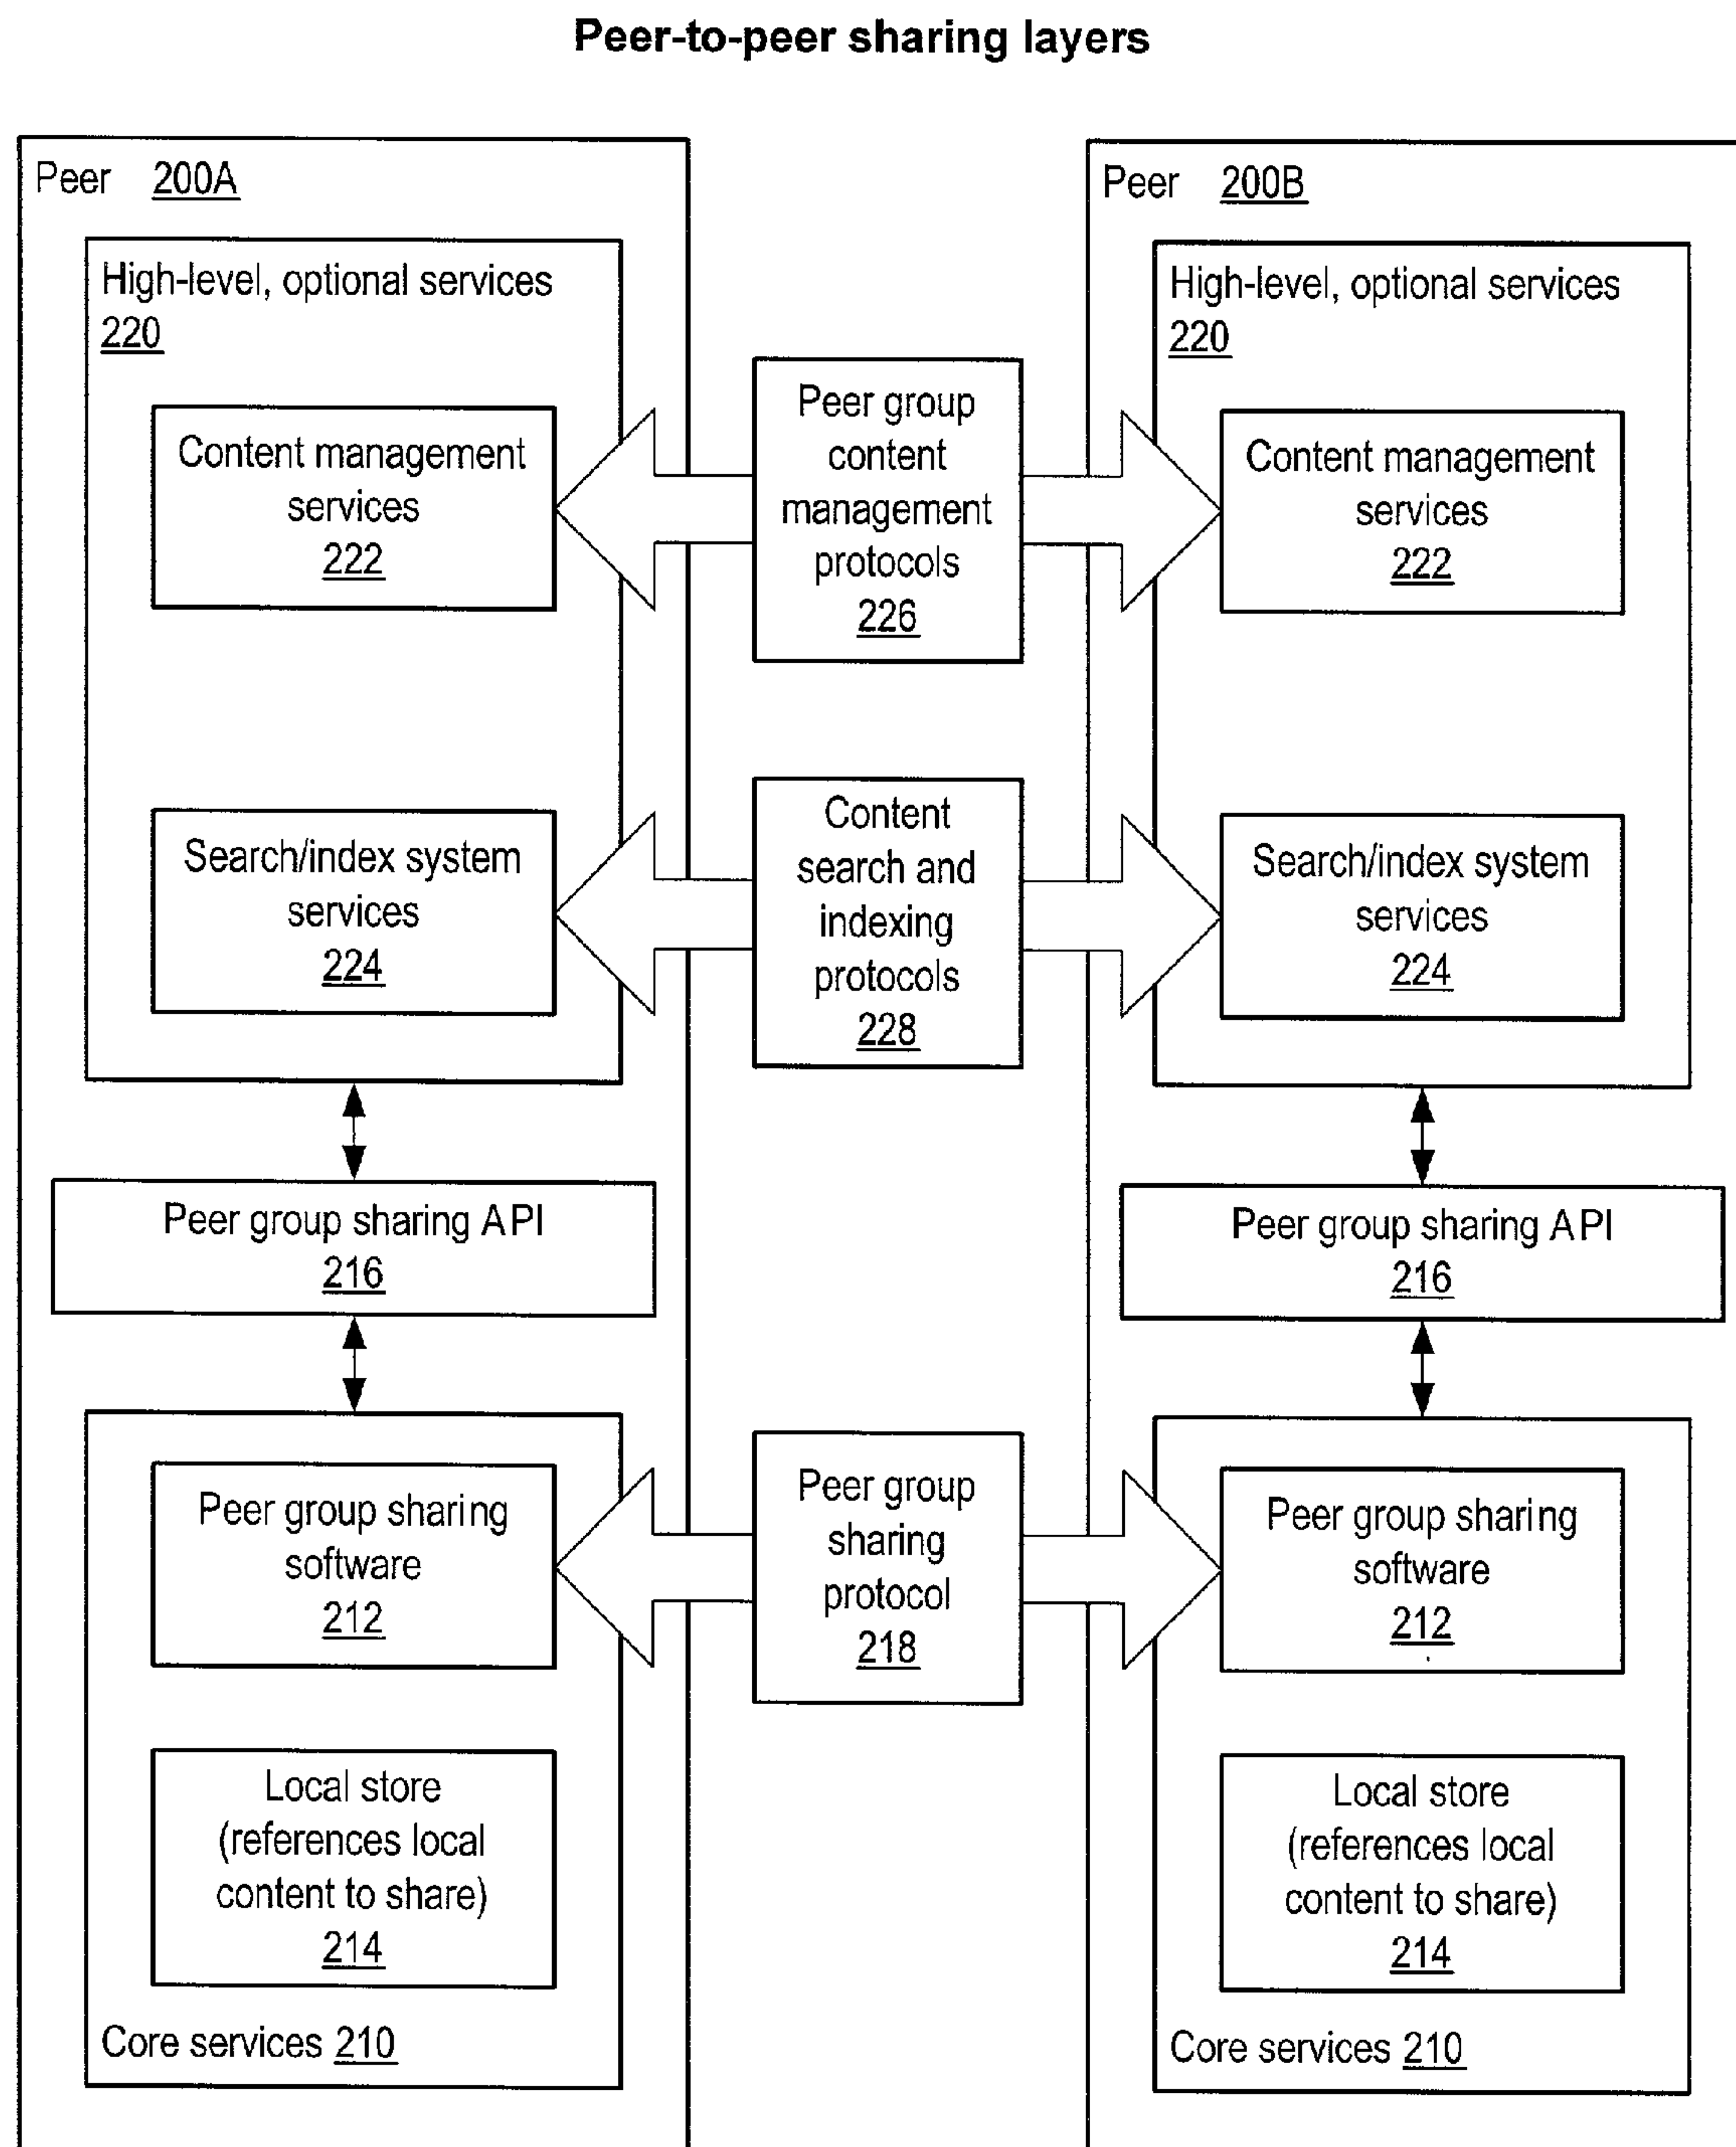 Peer-to-peer sharing layers
Peer 200A
High-level, optional services
220
Content management
services
222
Search/index system
services
224
Peer group sharing API
216
Peer group sharing
software
212
Local store
(references local
content to share)
214
Core services 210
Peer group
content
management
protocols
226
Content
search and
indexing
protocols
228
Peer group
sharing
protocol
218
Peer 200B
High-level, optional services
220
Content management
services
222
Search/index system
services
224
Peer group sharing API
216
Peer group sharing
software
212
Local store
(references local
content to share)
214
Core services 210